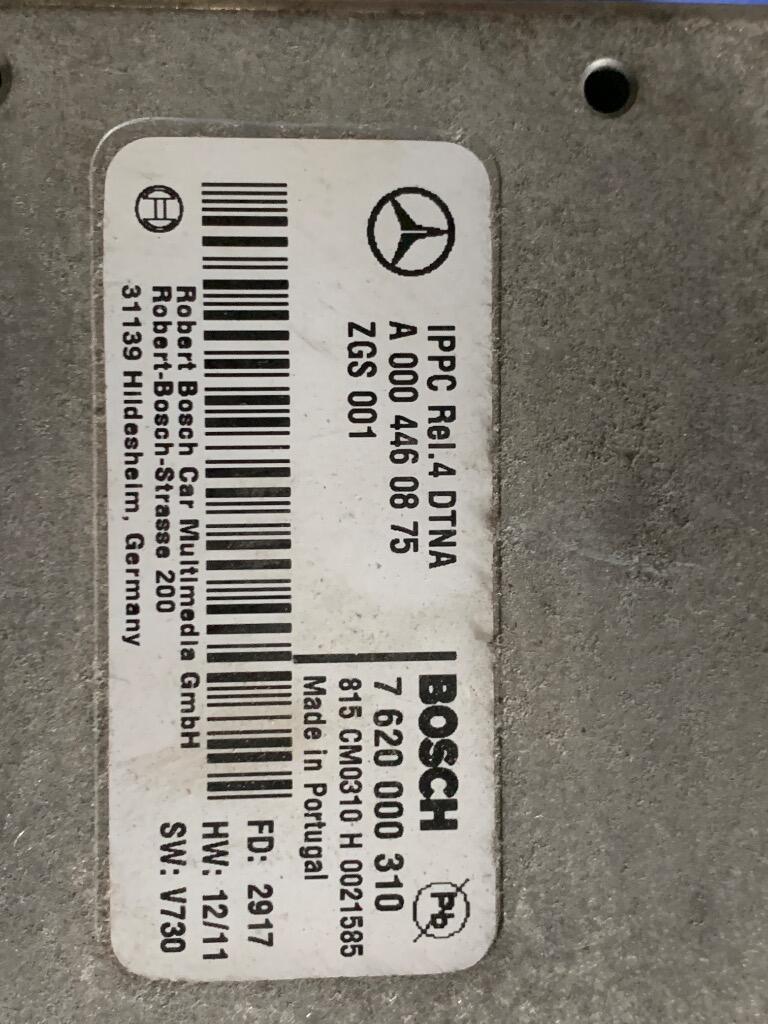 IPPC Rel.4 DTNA
A 000 446 08 75
ZGS 001
BOSCH
7 620 000 310
815 CM0310 H 0021585
Made in Portugal
Pb
FD: 2917
HW: 12/11
SW: V730
Robert Bosch Car Multimedia GmbH
Robert-Bosch-Strasse 200
31139 Hildesheim, Germany